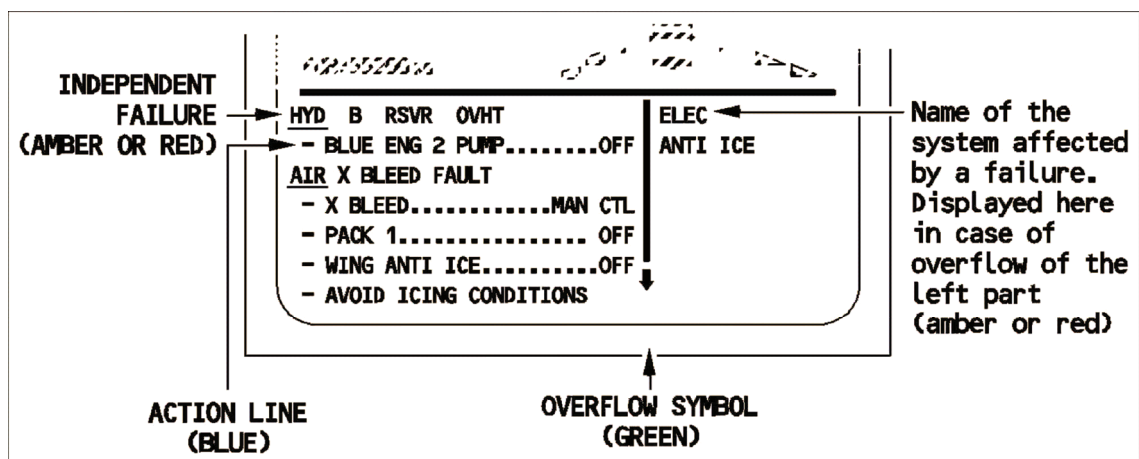 INDEPENDENT
FAILURE
(AMBER OR RED)
HYD B RSVR OVHT
- BLUE ENG 2 PUMP........OFF
AIR X BLEED FAULT
- X BLEED.............MAN CTL
- PACK 1................ OFF
- WING ANTI ICE..........OFF
- AVOID ICING CONDITIONS
ELEC
ANTI ICE
Name of the
system affected
by a failure.
Displayed here
in case of
overflow of the
left part
(amber or red)
ACTION LINE
(BLUE)
OVERFLOW SYMBOL
(GREEN)